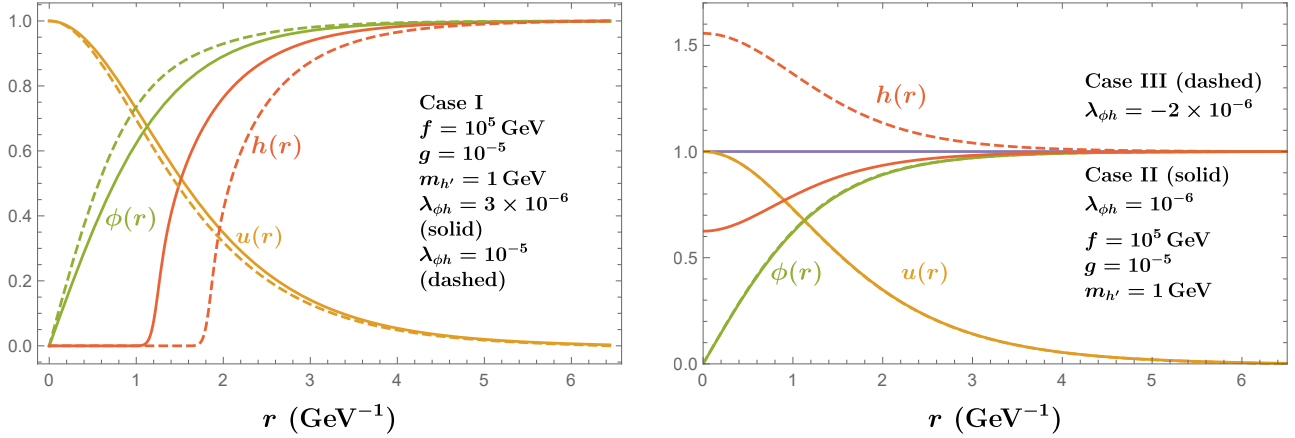 1.0
0.8
0.6
0.4
0.2
0.0
0 1 2 3 4 5 6
r (GeV⁻¹)
ϕ(r)
u(r)
h(r)
Case I
f = 10⁵ GeV
g = 10⁻⁵
mₕ′ = 1 GeV
λ_ϕh = 3 × 10⁻⁶
(solid)
λ_ϕh = 10⁻⁵
(dashed)
1.5
1.0
0.5
0.0
0 1 2 3 4 5 6
r (GeV⁻¹)
h(r)
ϕ(r)
u(r)
Case III (dashed)
λ_ϕh = −2 × 10⁻⁶
Case II (solid)
λ_ϕh = 10⁻⁶
f = 10⁵ GeV
g = 10⁻⁵
mₕ′ = 1 GeV